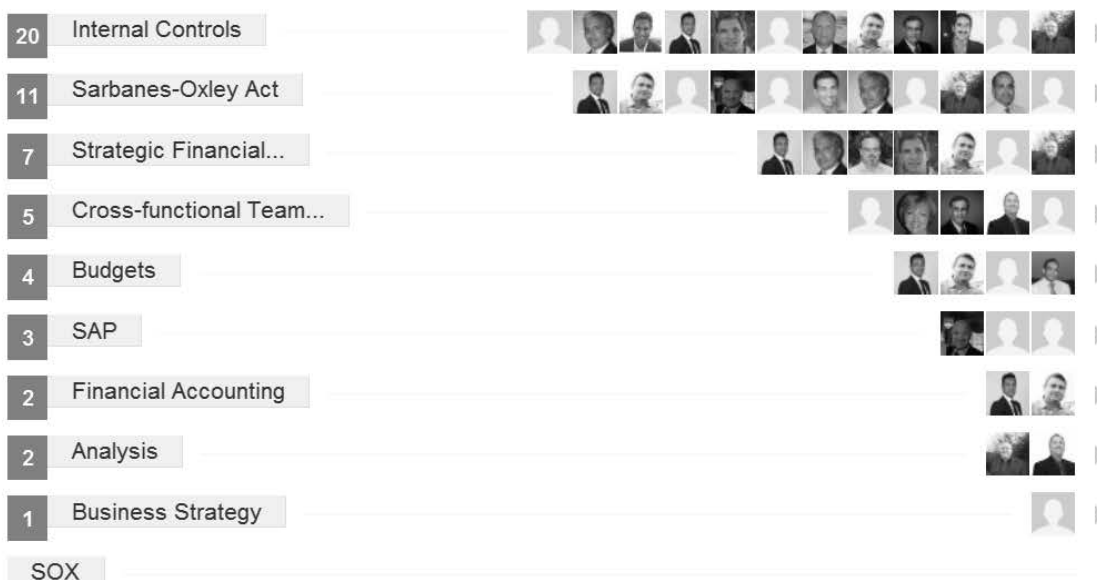 20 Internal Controls
11 Sarbanes-Oxley Act
7 Strategic Financial...
5 Cross-functional Team...
4 Budgets
3 SAP
2 Financial Accounting
2 Analysis
1 Business Strategy
SOX